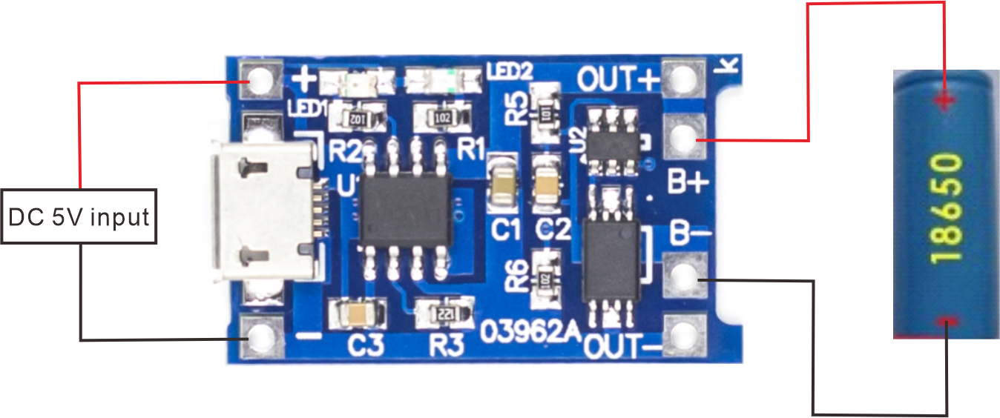 DC 5V input
+
LED1
LED2
OUT+
k
102
102
R2
R1
R5
101
U2
B+
U1
C1
C2
B-
R6
102
C3
221
R3
03962A
OUT-
-
+
18650
-